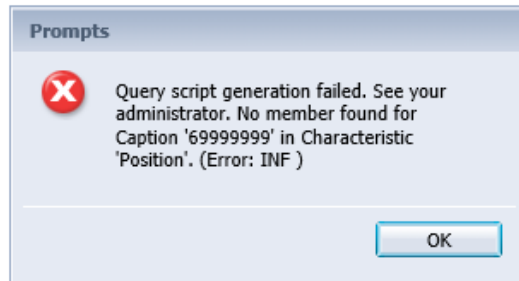 Prompts
Query script generation failed. See your
administrator. No member found for
Caption '69999999' in Characteristic
'Position'. (Error: INF )
OK